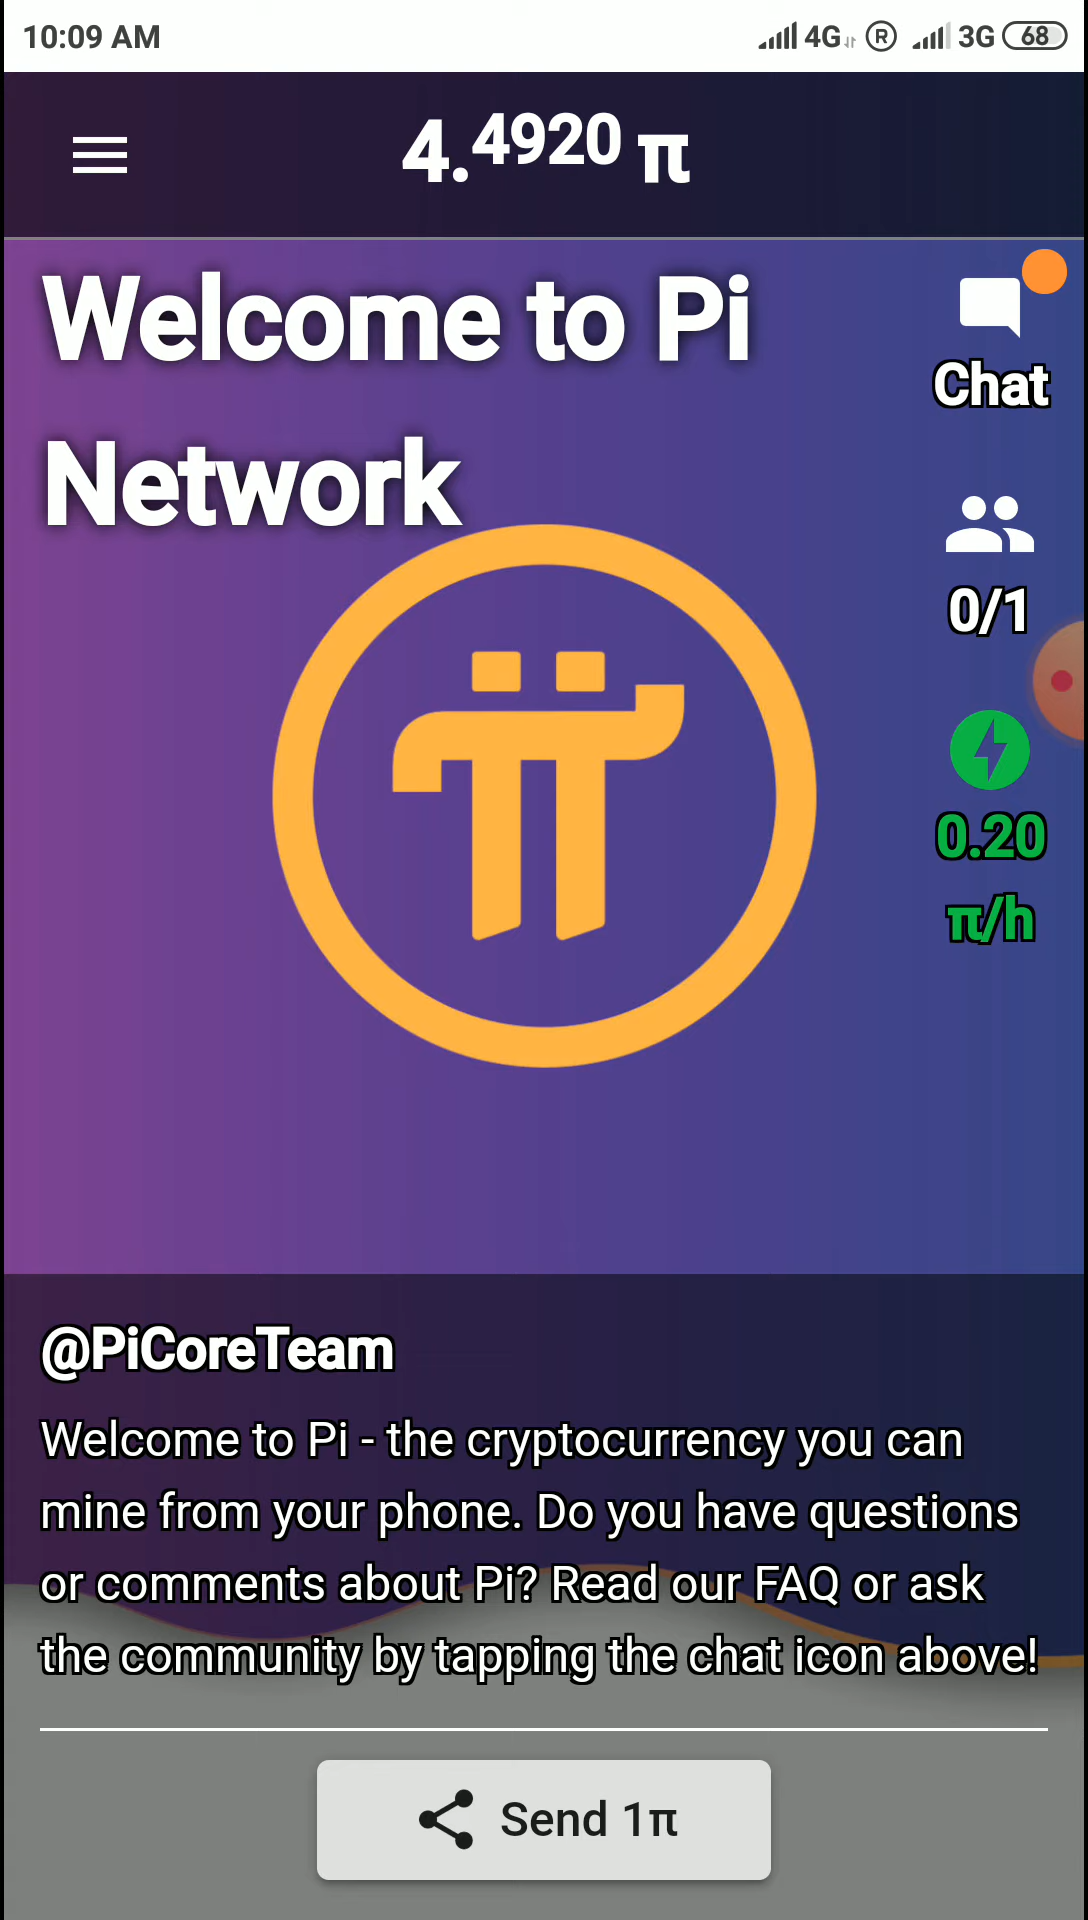 10:09 AM 4G R 3G 68
4.4920 π
Welcome to Pi
Network
Chat
0/1
0.20
π/h
@PiCoreTeam
Welcome to Pi - the cryptocurrency you can
mine from your phone. Do you have questions
or comments about Pi? Read our FAQ or ask
the community by tapping the chat icon above!
Send 1π